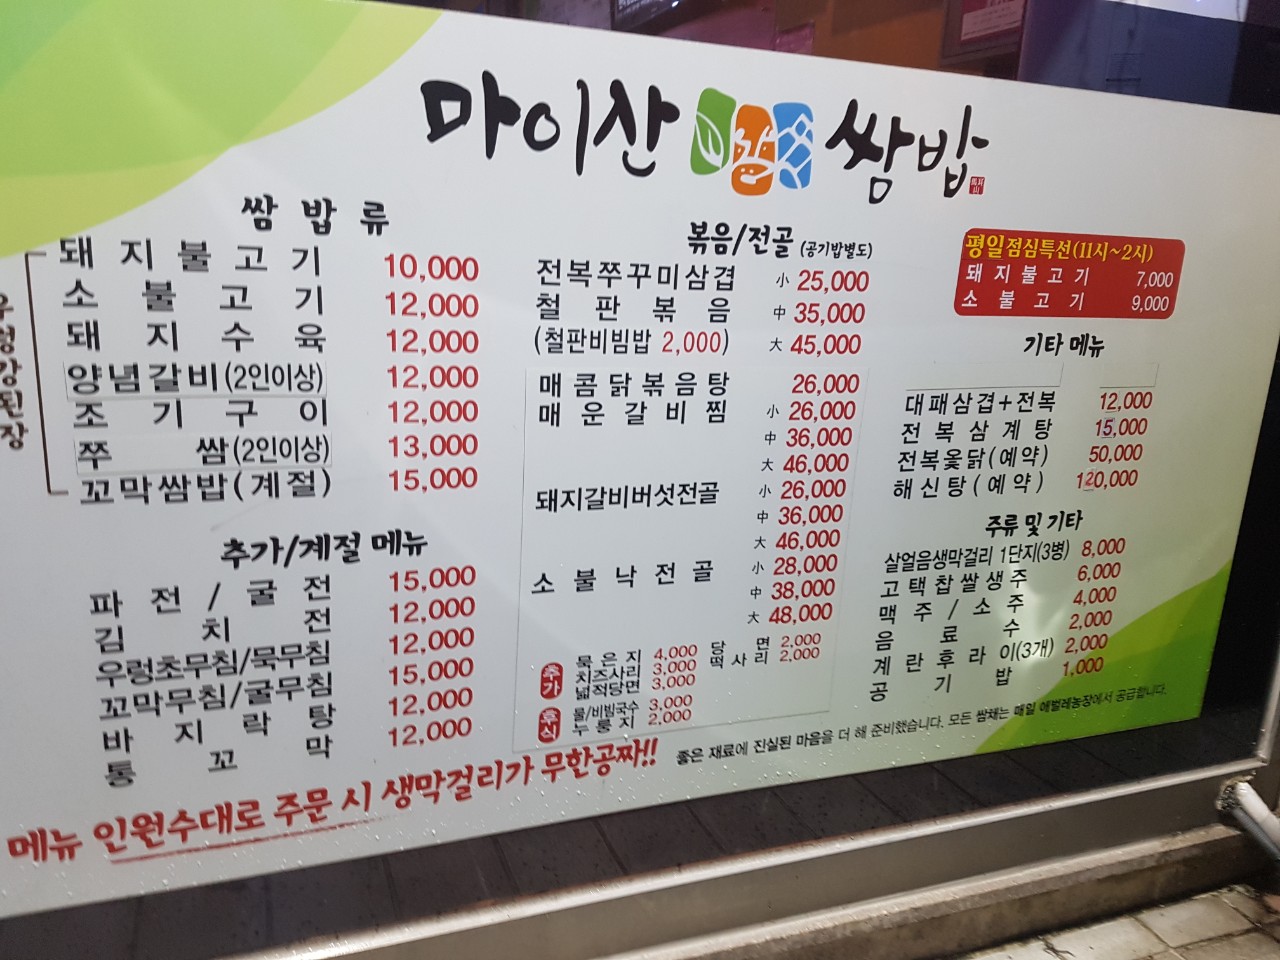 마이산 쌈밥
쌈 밥 류
우렁강된장
돼지불고기 10,000
소불고기 12,000
돼지수육 12,000
양념갈비(2인이상) 12,000
조기구이 12,000
쭈쌈(2인이상) 13,000
꼬막쌈밥(계절) 15,000
추가/계절 메뉴
파전/굴전 15,000
김치전 12,000
우렁초무침/묵무침 12,000
꼬막무침/굴무침 15,000
바지락탕 12,000
통꼬막 12,000
볶음/전골 (공기밥별도)
전복쭈꾸미삼겹 小 25,000
철판볶음 中 35,000
(철판비빔밥 2,000) 大 45,000
매콤닭볶음탕 26,000
매운갈비찜 小 26,000
中 36,000
大 46,000
돼지갈비버섯전골 小 26,000
中 36,000
大 46,000
소불낙전골 小 28,000
中 38,000
大 48,000
추가
묵은지 4,000 당면 2,000
치즈사리 3,000 떡사리 2,000
넓적당면 3,000
후식
물/비빔국수 3,000
누룽지 2,000
평일점심특선(11시~2시)
돼지불고기 7,000
소불고기 9,000
기타 메뉴
대패삼겹+전복 12,000
전복삼계탕 15,000
전복옻닭(예약) 50,000
해신탕(예약) 120,000
주류 및 기타
살얼음생막걸리 1단지(3병) 8,000
고택찹쌀생주 6,000
맥주/소주 4,000
음료수 2,000
계란후라이(3개) 2,000
공기밥 1,000
메뉴 인원수대로 주문 시 생막걸리가 무한공짜!!
좋은 재료에 진실된 마음을 더 해 준비했습니다. 모든 쌈채는 매일 애벌레농장에서 공급합니다.